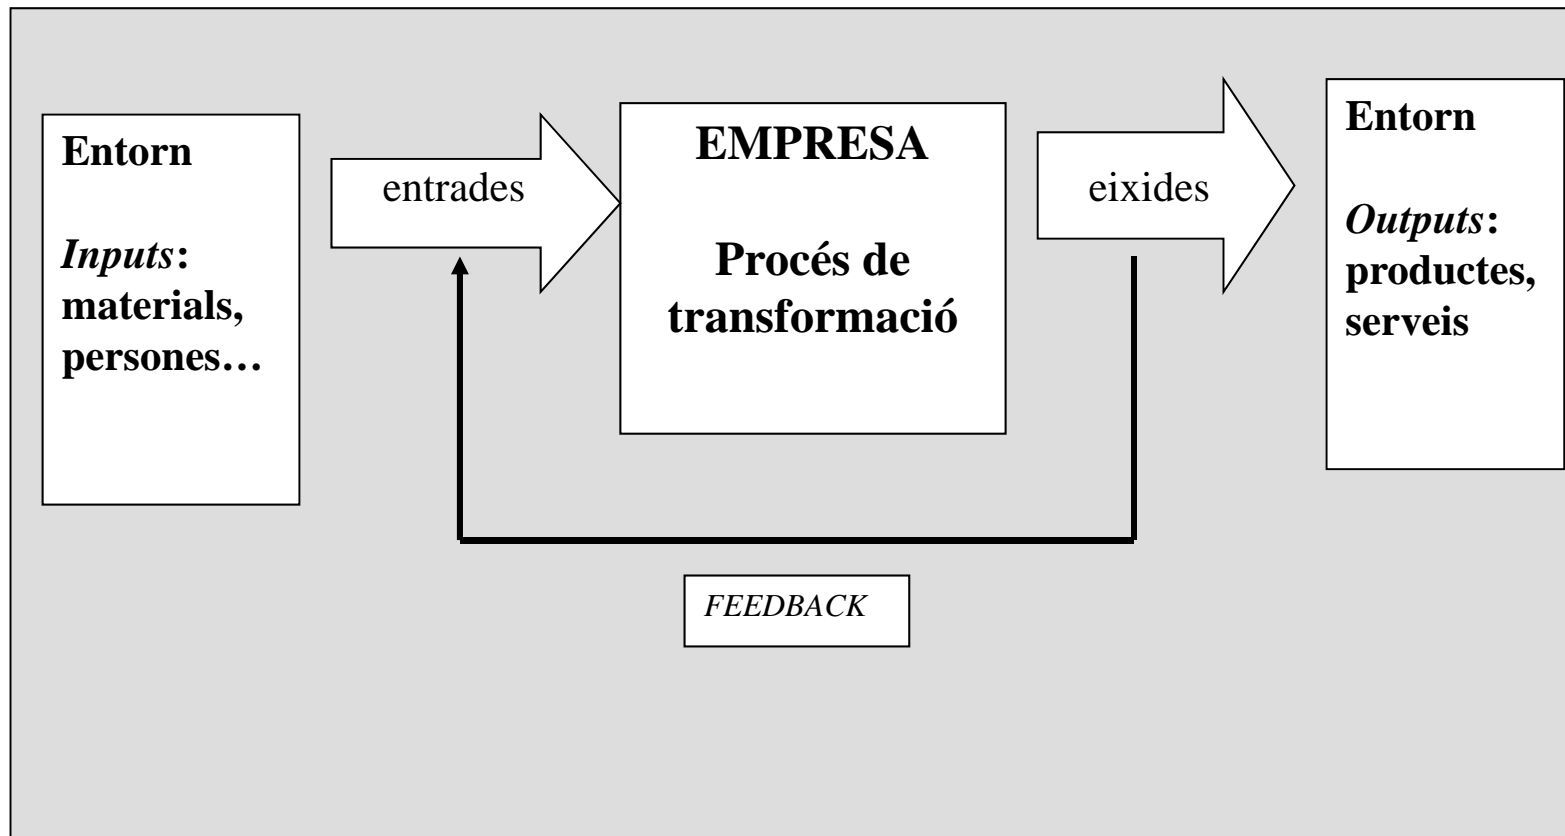 Entorn
Inputs:
materials,
persones…
entrades
EMPRESA
Procés de
transformació
eixides
Entorn
Outputs:
productes,
serveis
FEEDBACK